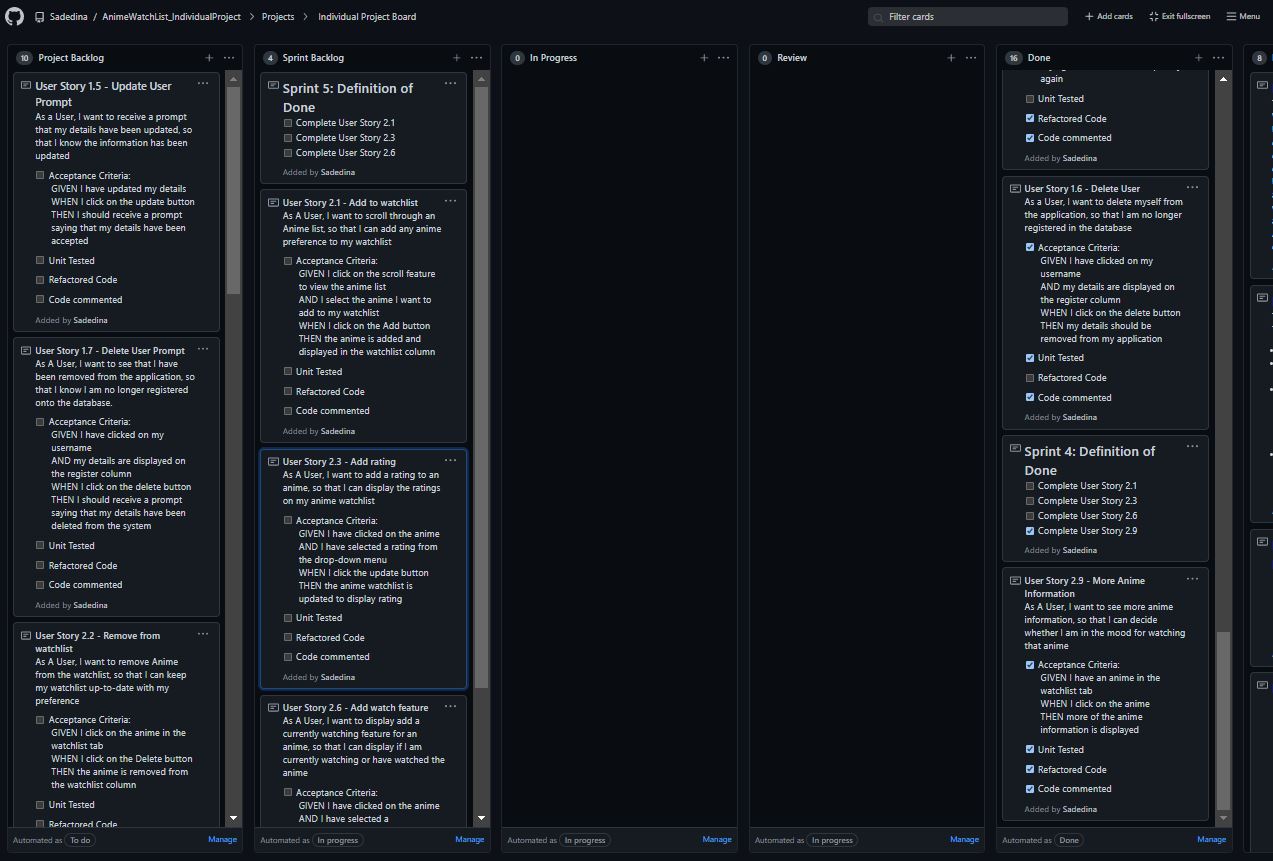 Sadedina / AnimeWatchList_IndividualProject > Projects > Individual Project Board
Filter cards
+ Add cards
Exit fullscreen
Menu
10 Project Backlog
User Story 1.5 - Update User
Prompt
As a User, I want to receive a prompt
that my details have been updated, so
that I know the information has been
updated
Acceptance Criteria:
GIVEN I have updated my details
WHEN I click on the update button
THEN I should receive a prompt
saying that my details have been
accepted
Unit Tested
Refactored Code
Code commented
Added by Sadedina
User Story 1.7 - Delete User Prompt
As A User, I want to see that I have
been removed from the application, so
that I know I am no longer registered
onto the database.
Acceptance Criteria:
GIVEN I have clicked on my
username
AND my details are displayed on
the register column
WHEN I click on the delete button
THEN I should receive a prompt
saying that my details have been
deleted from the system
Unit Tested
Refactored Code
Code commented
Added by Sadedina
User Story 2.2 - Remove from
watchlist
As A User, I want to remove Anime
from the watchlist, so that I can keep
my watchlist up-to-date with my
preference
Acceptance Criteria:
GIVEN I click on the anime in the
watchlist tab
WHEN I click on the Delete button
THEN the anime is removed from
the watchlist column
Unit Tested
Refactored Code
Automated as To do
Manage
4 Sprint Backlog
Sprint 5: Definition of
Done
Complete User Story 2.1
Complete User Story 2.3
Complete User Story 2.6
Added by Sadedina
User Story 2.1 - Add to watchlist
As A User, I want to scroll through an
Anime list, so that I can add any anime
preference to my watchlist
Acceptance Criteria:
GIVEN I click on the scroll feature
to view the anime list
AND I select the anime I want to
add to my watchlist
WHEN I click on the Add button
THEN the anime is added and
displayed in the watchlist column
Unit Tested
Refactored Code
Code commented
Added by Sadedina
User Story 2.3 - Add rating
As A User, I want to add a rating to an
anime, so that I can display the ratings
on my anime watchlist
Acceptance Criteria:
GIVEN I have clicked on the anime
AND I have selected a rating from
the drop-down menu
WHEN I click the update button
THEN the anime watchlist is
updated to display rating
Unit Tested
Refactored Code
Code commented
Added by Sadedina
User Story 2.6 - Add watch feature
As A User, I want to display add a
currently watching feature for an
anime, so that I can display if I am
currently watching or have watched the
anime
Acceptance Criteria:
GIVEN I have clicked on the anime
AND I have selected a
Automated as In progress
Manage
0 In Progress
Automated as In progress
Manage
0 Review
Automated as In progress
Manage
16 Done
again
Unit Tested
Refactored Code
Code commented
Added by Sadedina
User Story 1.6 - Delete User
As a User, I want to delete myself from
the application, so that I am no longer
registered in the database
Acceptance Criteria:
GIVEN I have clicked on my
username
AND my details are displayed on
the register column
WHEN I click on the delete button
THEN my details should be
removed from my application
Unit Tested
Refactored Code
Code commented
Added by Sadedina
Sprint 4: Definition of
Done
Complete User Story 2.1
Complete User Story 2.3
Complete User Story 2.6
Complete User Story 2.9
Added by Sadedina
User Story 2.9 - More Anime
Information
As A User, I want to see more anime
information, so that I can decide
whether I am in the mood for watching
that anime
Acceptance Criteria:
GIVEN I have an anime in the
watchlist tab
WHEN I click on the anime
THEN more of the anime
information is displayed
Unit Tested
Refactored Code
Code commented
Added by Sadedina
Automated as Done
Manage
8